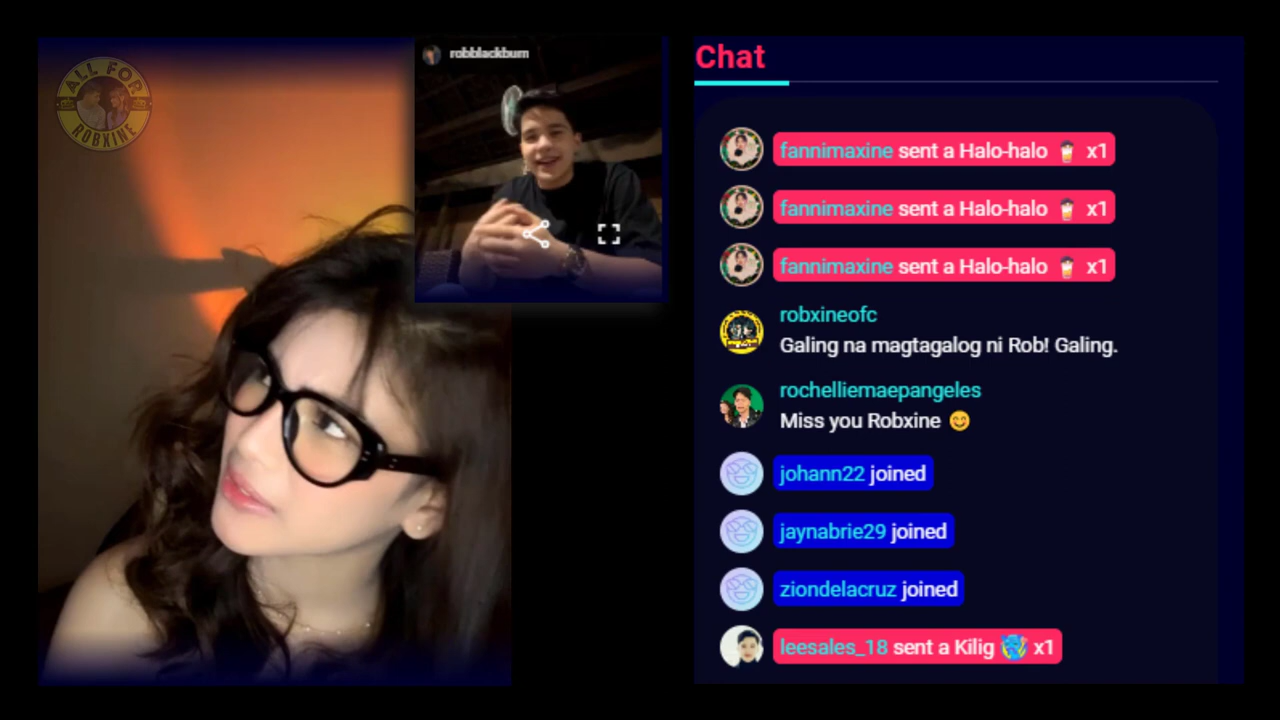 ALL FOR
ROBXINE
robblackburn
Chat
fannimaxine sent a Halo-halo x1
fannimaxine sent a Halo-halo x1
fannimaxine sent a Halo-halo x1
robxineofc
Galing na magtagalog ni Rob! Galing.
rochelliemaepangeles
Miss you Robxine 😊
johann22 joined
jaynabrie29 joined
ziondelacruz joined
leesales_18 sent a Kilig x1